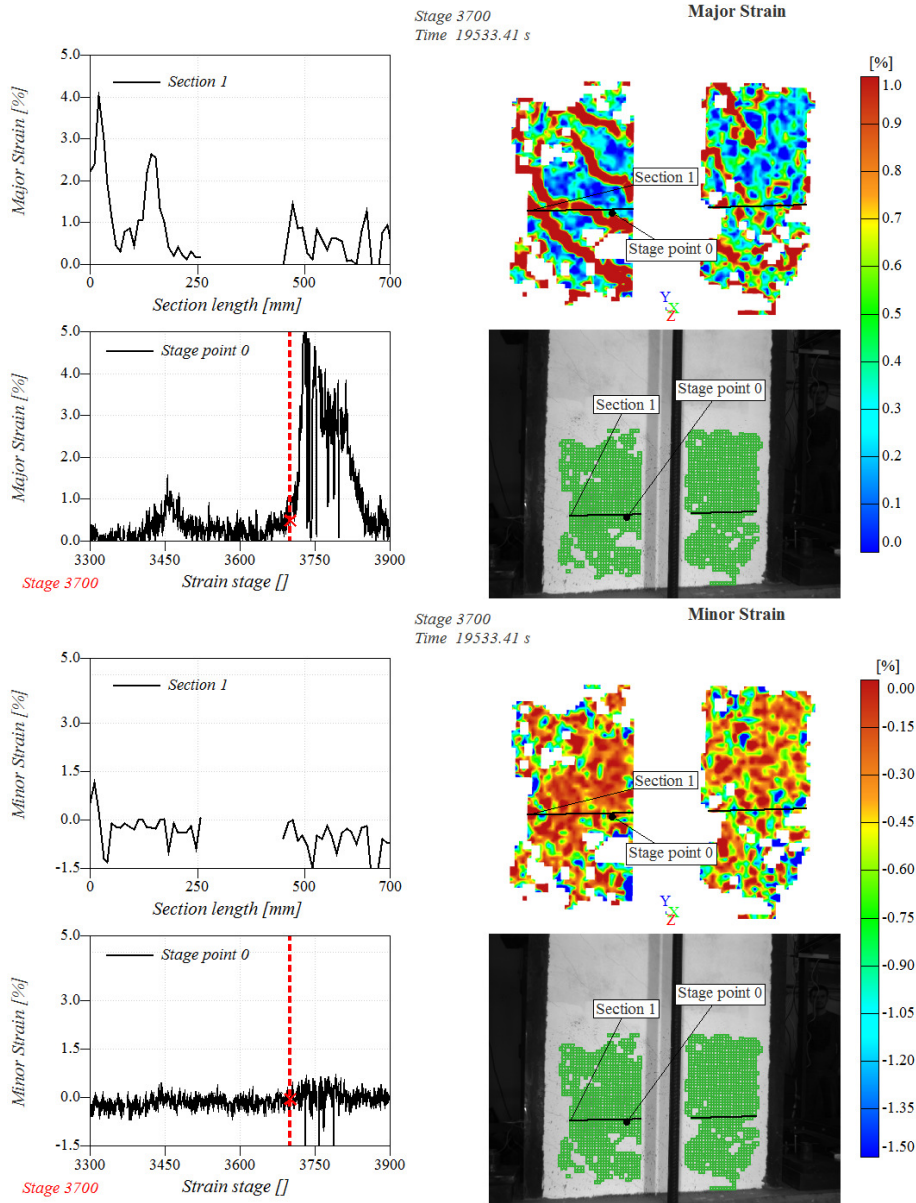 Stage 3700
Time 19533.41 s
Major Strain
Major Strain [%]
5.0
4.0
3.0
2.0
1.0
0.0
Section 1
0
250
500
700
Section length [mm]
Section 1
Stage point 0
Y
X
Z
[%]
1.0
0.9
0.8
0.7
0.6
0.5
0.4
0.3
0.2
0.1
0.0
Major Strain [%]
5.0
4.0
3.0
2.0
1.0
0.0
Stage point 0
3300
3450
3600
3750
3900
Stage 3700
Strain stage []
Section 1
Stage point 0
Stage 3700
Time 19533.41 s
Minor Strain
Minor Strain [%]
5.0
3.0
1.5
0.0
-1.5
Section 1
0
250
500
700
Section length [mm]
Section 1
Stage point 0
Y
X
Z
[%]
0.00
-0.15
-0.30
-0.45
-0.60
-0.75
-0.90
-1.05
-1.20
-1.35
-1.50
Minor Strain [%]
5.0
3.0
1.5
0.0
-1.5
Stage point 0
3300
3450
3600
3750
3900
Stage 3700
Strain stage []
Section 1
Stage point 0